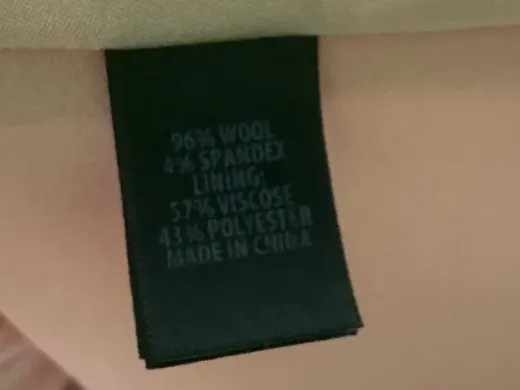 96% WOOL
4% SPANDEX
LINING:
57% VISCOSE
43% POLYESTER
MADE IN CHINA